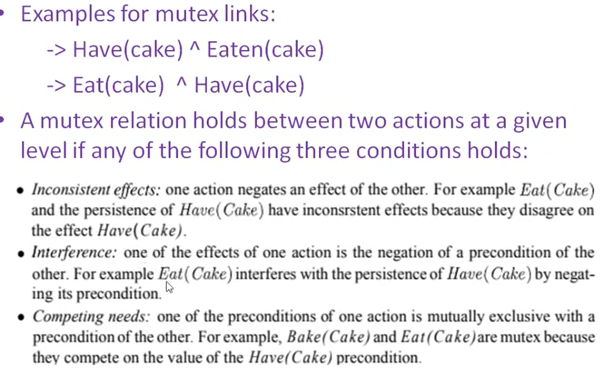 • Examples for mutex links:
-> Have(cake) ^ Eaten(cake)
-> Eat(cake) ^ Have(cake)
• A mutex relation holds between two actions at a given
level if any of the following three conditions holds:
• Inconsistent effects: one action negates an effect of the other. For example Eat(Cake)
and the persistence of Have(Cake) have inconsrstent effects because they disagree on
the effect Have(Cake).
• Interference: one of the effects of one action is the negation of a precondition of the
other. For example Eat(Cake) interferes with the persistence of Have(Cake) by negat-
ing its precondition.
• Competing needs: one of the preconditions of one action is mutually exclusive with a
precondition of the other. For example, Bake(Cake) and Eat(Cake)are mutex because
they compete on the value of the Have(Cake) precondition.